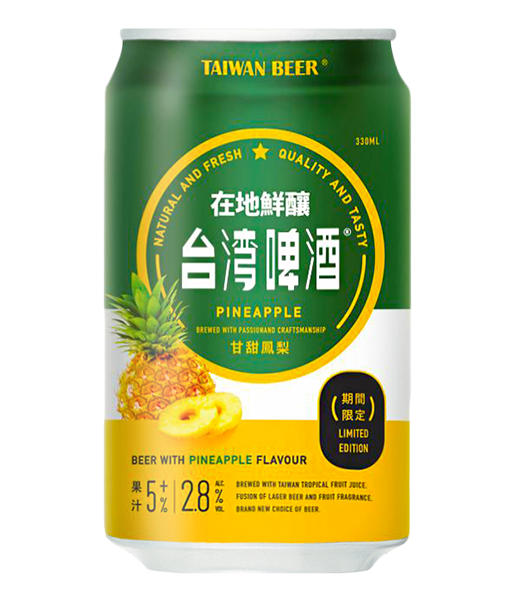 TAIWAN BEER®
330ML
NATURAL AND FRESH ★ QUALITY AND TASTY
在地鮮釀
台湾啤酒®
PINEAPPLE
BREWED WITH PASSIONAND CRAFTSMANSHIP
甘甜鳳梨
(期間限定)
LIMITED
EDITION
BEER WITH PINEAPPLE FLAVOUR
果汁 5+% | 2.8% ALC. VOL.
BREWED WITH TAIWAN TROPICAL FRUIT JUICE.
FUSION OF LAGER BEER AND FRUIT FRAGRANCE.
BRAND NEW CHOICE OF BEER.